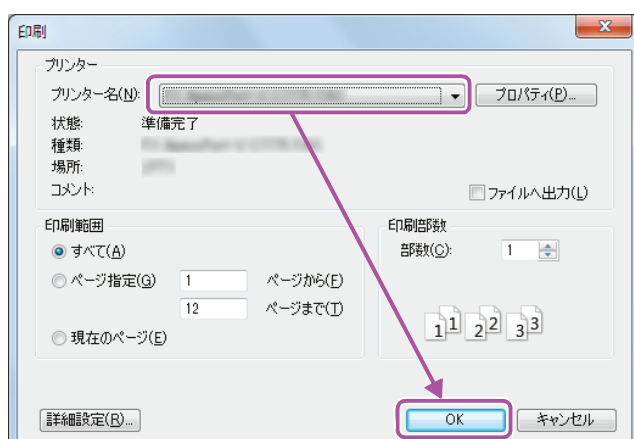 印刷
プリンター
プリンター名(N):
プロパティ(P)...
状態: 準備完了
種類:
場所:
コメント:
ファイルへ出力(L)
印刷範囲
すべて(A)
ページ指定(G) 1 ページから(F)
12 ページまで(T)
現在のページ(E)
印刷部数
部数(C): 1
1 1 2 2 3 3
詳細設定(R)...
OK
キャンセル